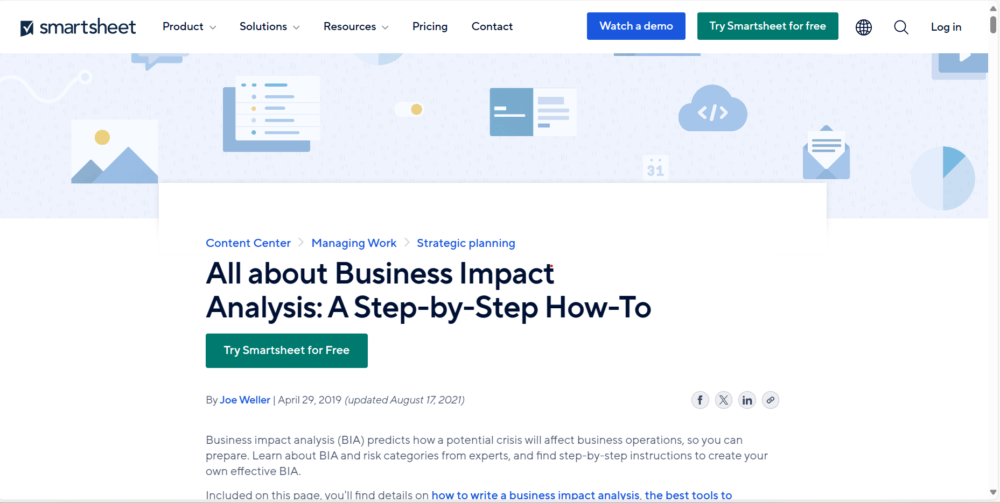 smartsheet
Product
Solutions
Resources
Pricing
Contact
Watch a demo
Try Smartsheet for free
Log in
</>
31
Content Center
Managing Work
Strategic planning
All about Business Impact
Analysis: A Step-by-Step How-To
Try Smartsheet for Free
By Joe Weller | April 29, 2019 (updated August 17, 2021)
Business impact analysis (BIA) predicts how a potential crisis will affect business operations, so you can
prepare. Learn about BIA and risk categories from experts, and find step-by-step instructions to create your
own effective BIA.
Included on this page, you'll find details on how to write a business impact analysis, the best tools to